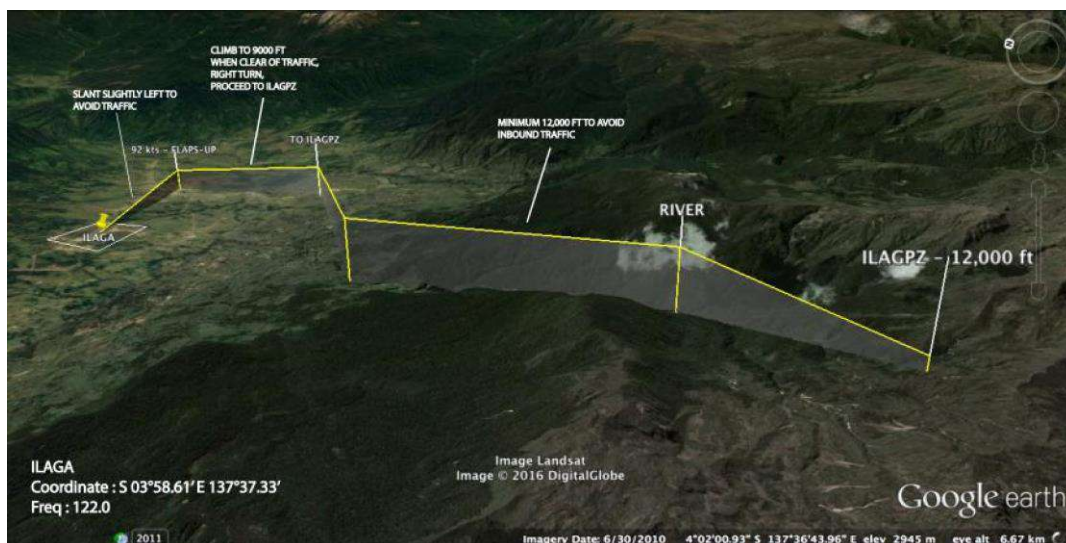 CLIMB TO 9000 FT
WHEN CLEAR OF TRAFFIC,
RIGHT TURN,
PROCEED TO ILAGPZ
SLANT SLIGHTLY LEFT TO
AVOID TRAFFIC
MINIMUM 12,000 FT TO AVOID
INBOUND TRAFFIC
92 kts - FLAPS-UP
TO ILAGPZ
ILAGA
RIVER
ILAGPZ - 12,000 ft
ILAGA
Coordinate : S 03°58.61' E 137°37.33'
Freq : 122.0
Image Landsat
Image © 2016 DigitalGlobe
Google earth
2011
Imagery Date: 6/30/2010 4°02'00.93" S 137°36'43.96" E elev 2945 m eye alt 6.67 km